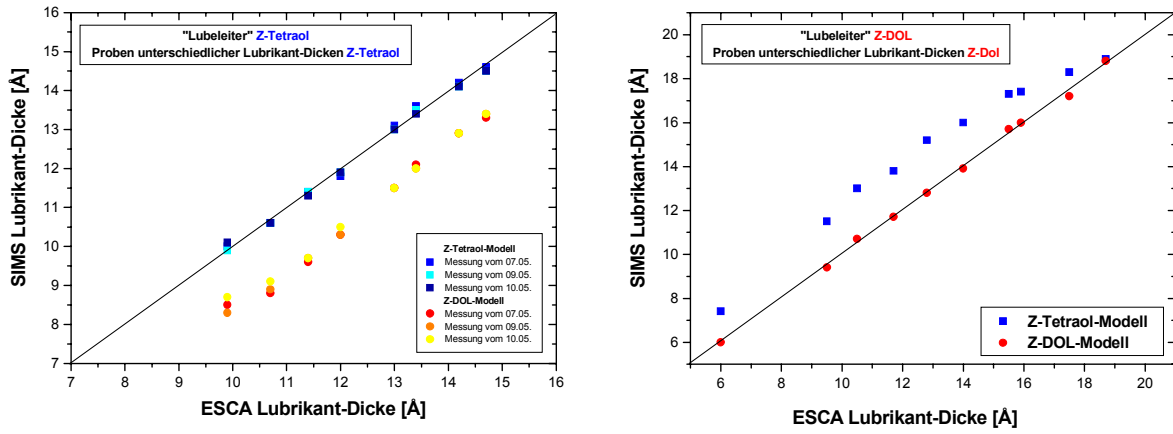 "Lubeleiter" Z-Tetraol
Proben unterschiedlicher Lubrikant-Dicken Z-Tetraol
SIMS Lubrikant-Dicke [Å]
16
15
14
13
12
11
10
9
8
7
Z-Tetraol-Modell
Messung vom 07.05.
Messung vom 09.05.
Messung vom 10.05.
Z-DOL-Modell
Messung vom 07.05.
Messung vom 09.05.
Messung vom 10.05.
7 8 9 10 11 12 13 14 15 16
ESCA Lubrikant-Dicke [Å]
"Lubeleiter" Z-DOL
Proben unterschiedlicher Lubrikant-Dicken Z-Dol
SIMS Lubrikant-Dicke [Å]
20
18
16
14
12
10
8
6
Z-Tetraol-Modell
Z-DOL-Modell
6 8 10 12 14 16 18 20
ESCA Lubrikant-Dicke [Å]